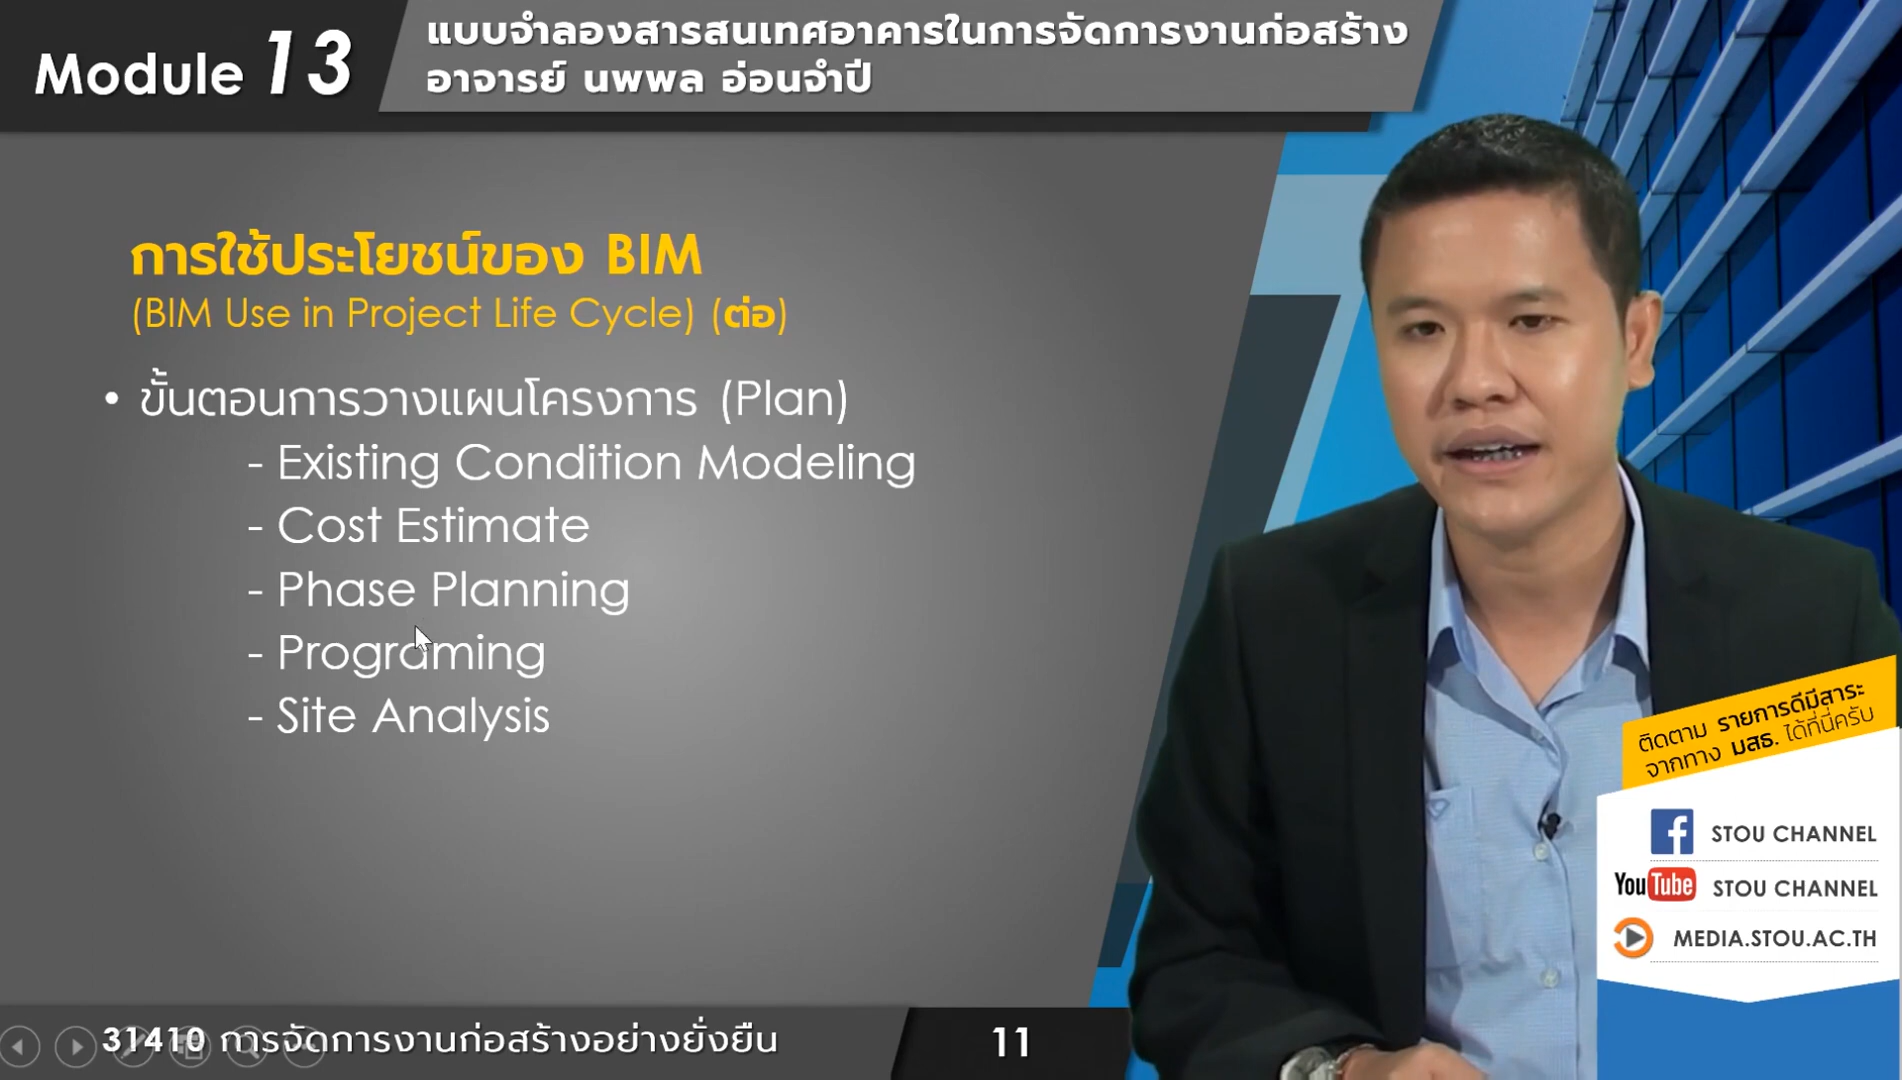 Module 13
แบบจำลองสารสนเทศอาคารในการจัดการงานก่อสร้าง
อาจารย์ นพพล อ่อนจำปี
การใช้ประโยชน์ของ BIM
(BIM Use in Project Life Cycle) (ต่อ)
• ขั้นตอนการวางแผนโครงการ (Plan)
- Existing Condition Modeling
- Cost Estimate
- Phase Planning
- Programing
- Site Analysis
ติดตาม รายการดีมีสาระ
จากทาง มสธ. ได้ที่นี่ครับ
f STOU CHANNEL
YouTube STOU CHANNEL
MEDIA.STOU.AC.TH
31410 การจัดการงานก่อสร้างอย่างยั่งยืน
11